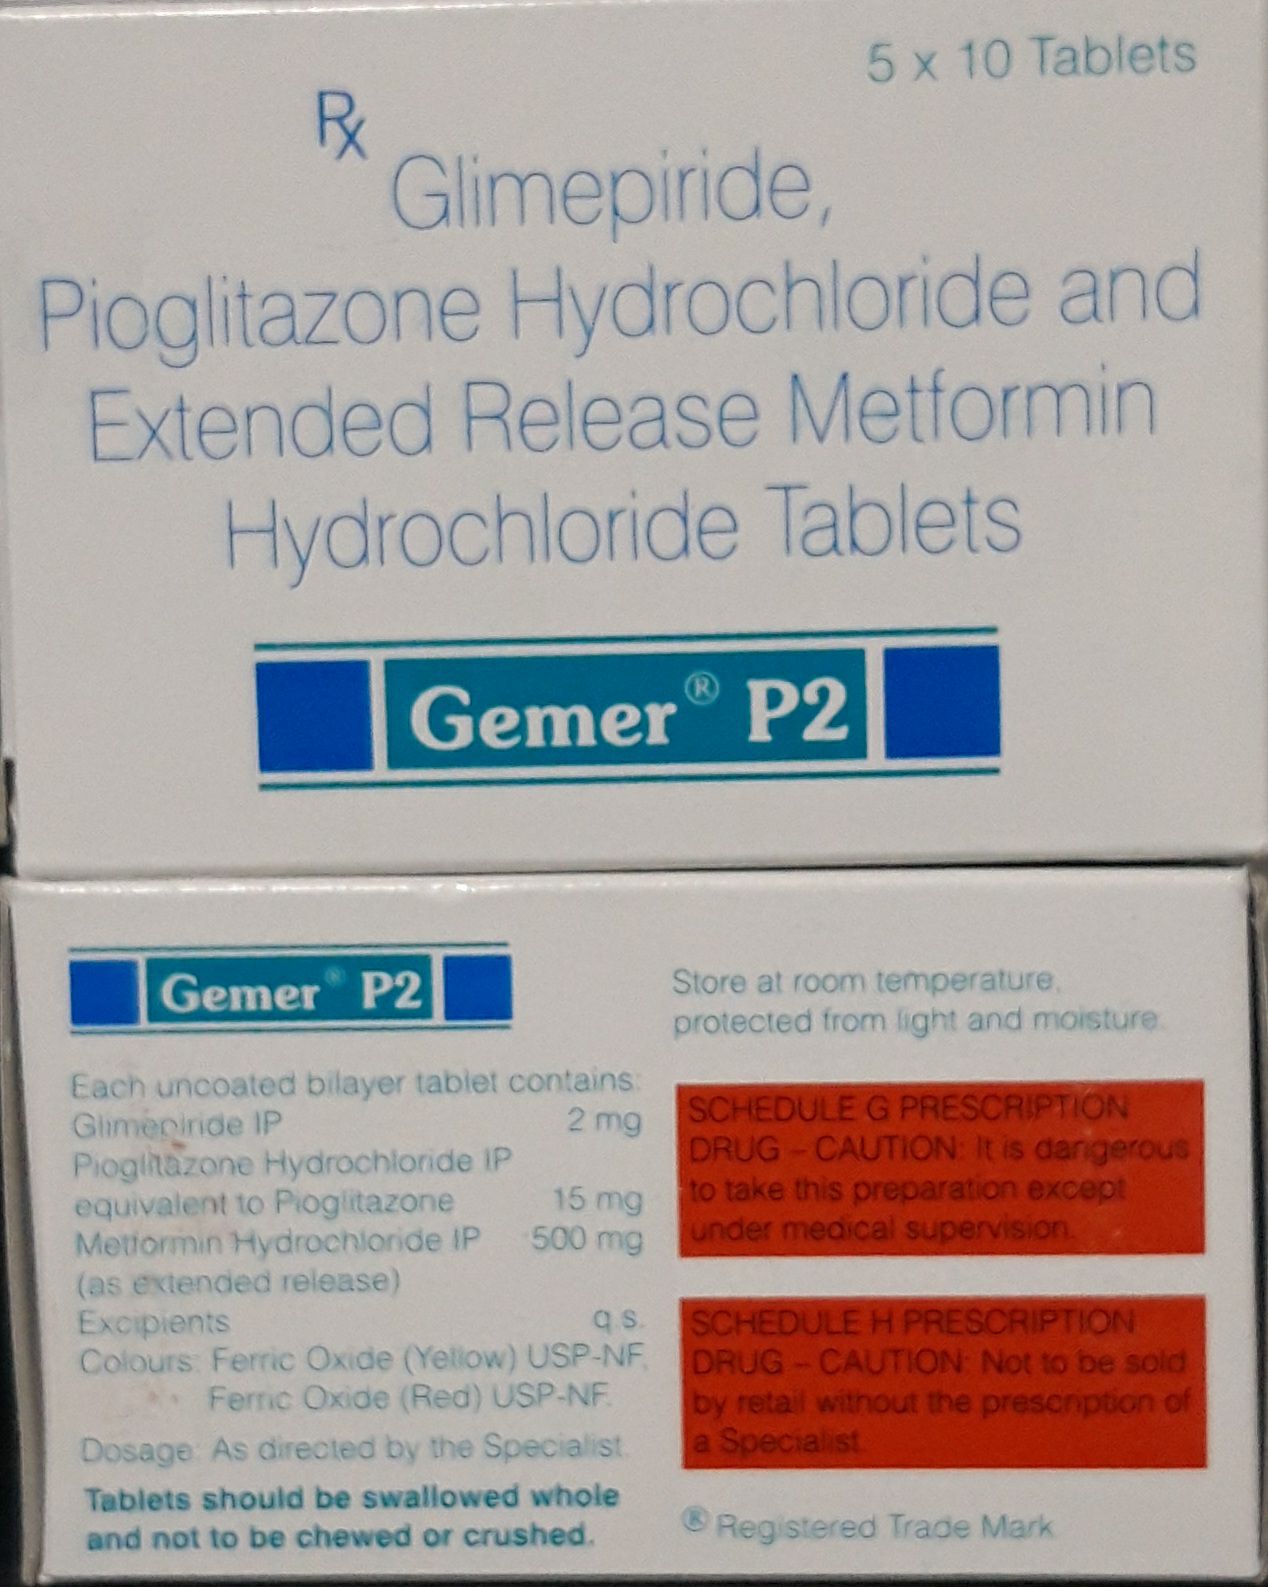 5 x 10 Tablets
Rx
Glimepiride,
Pioglitazone Hydrochloride and
Extended Release Metformin
Hydrochloride Tablets
Gemer® P2
Gemer® P2
Each uncoated bilayer tablet contains:
Glimepiride IP 2 mg
Pioglitazone Hydrochloride IP
equivalent to Pioglitazone 15 mg
Metformin Hydrochloride IP 500 mg
(as extended release)
Excipients q.s.
Colours: Ferric Oxide (Yellow) USP-NF,
Ferric Oxide (Red) USP-NF.
Dosage: As directed by the Specialist.
Tablets should be swallowed whole
and not to be chewed or crushed.
Store at room temperature,
protected from light and moisture.
SCHEDULE G PRESCRIPTION
DRUG – CAUTION: It is dangerous
to take this preparation except
under medical supervision.
SCHEDULE H PRESCRIPTION
DRUG – CAUTION: Not to be sold
by retail without the prescription of
a Specialist.
® Registered Trade Mark